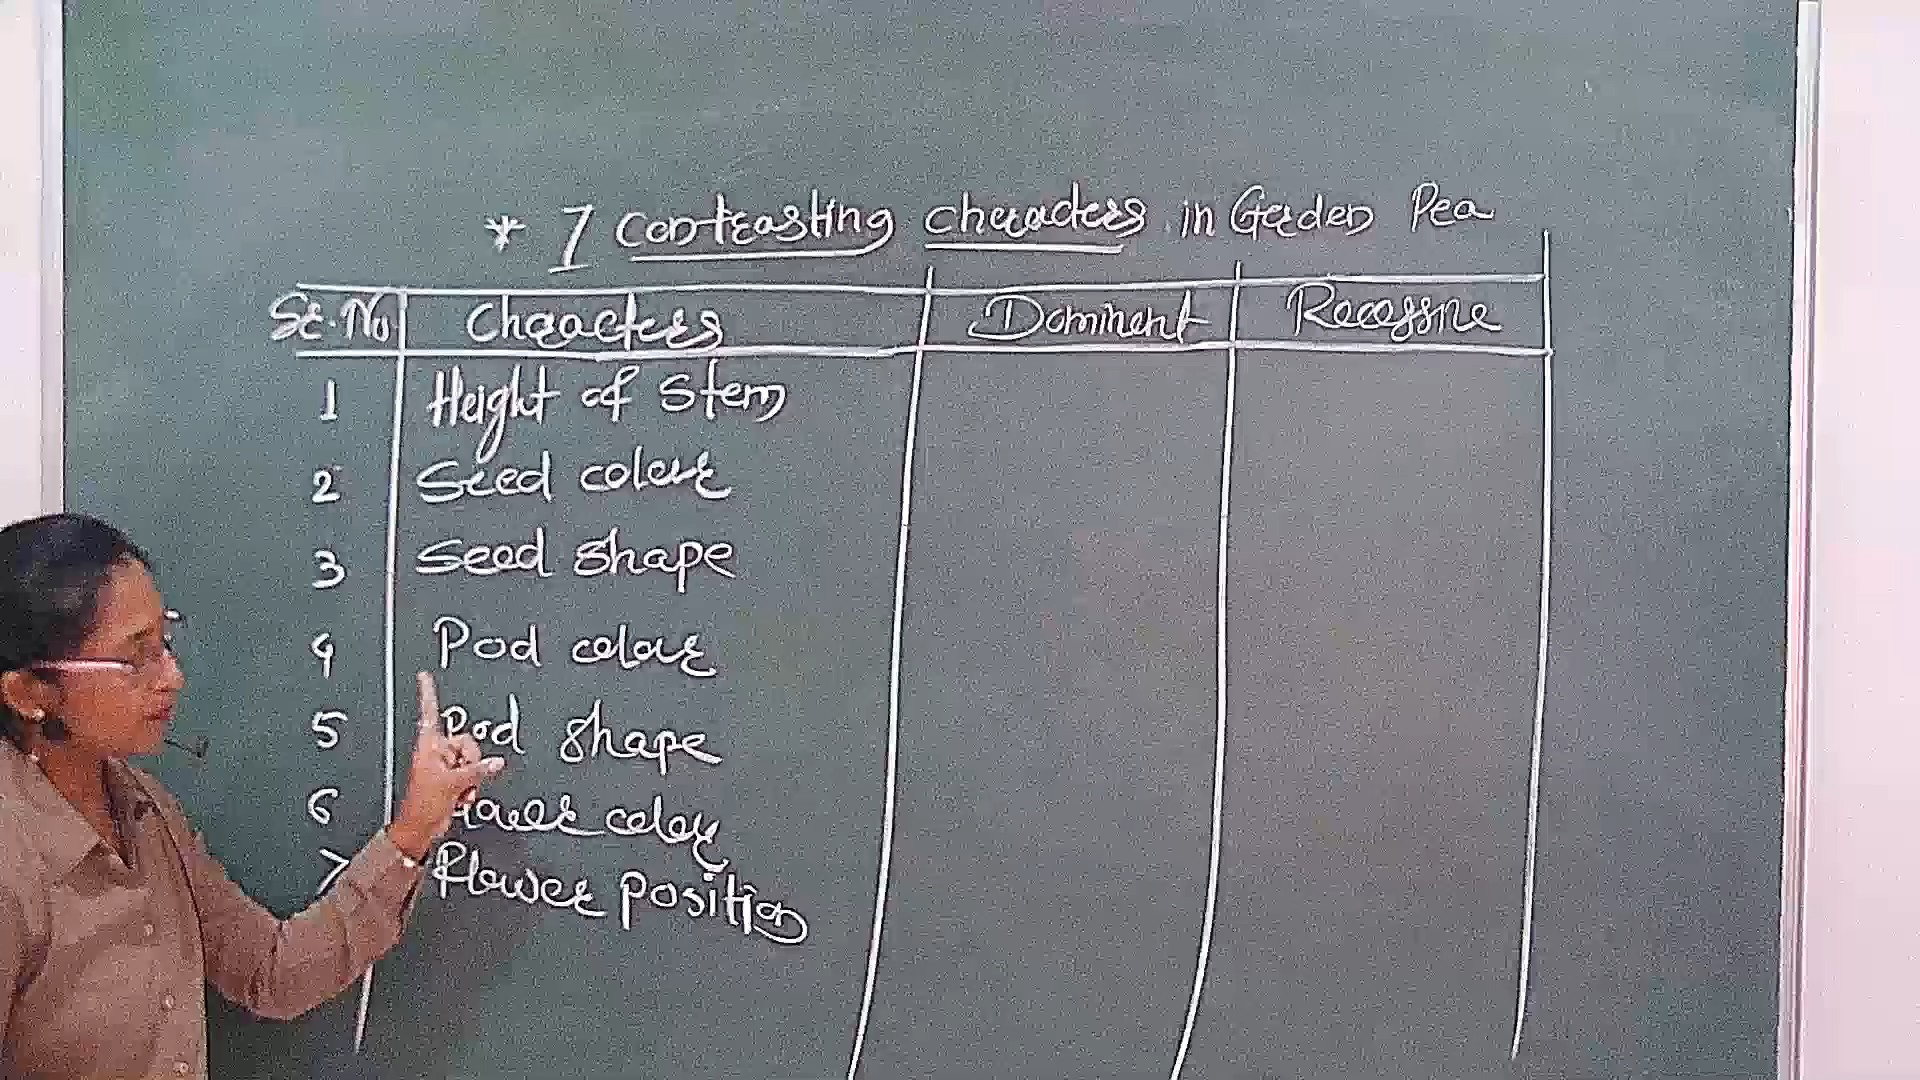 * 7 contrasting characters in Garden Pea
Sr. No Characters Dominent Recessive
1 Height of Stem
2 Seed colour
3 Seed shape
4 Pod colour
5 Pod shape
6 colour
7 Flower position